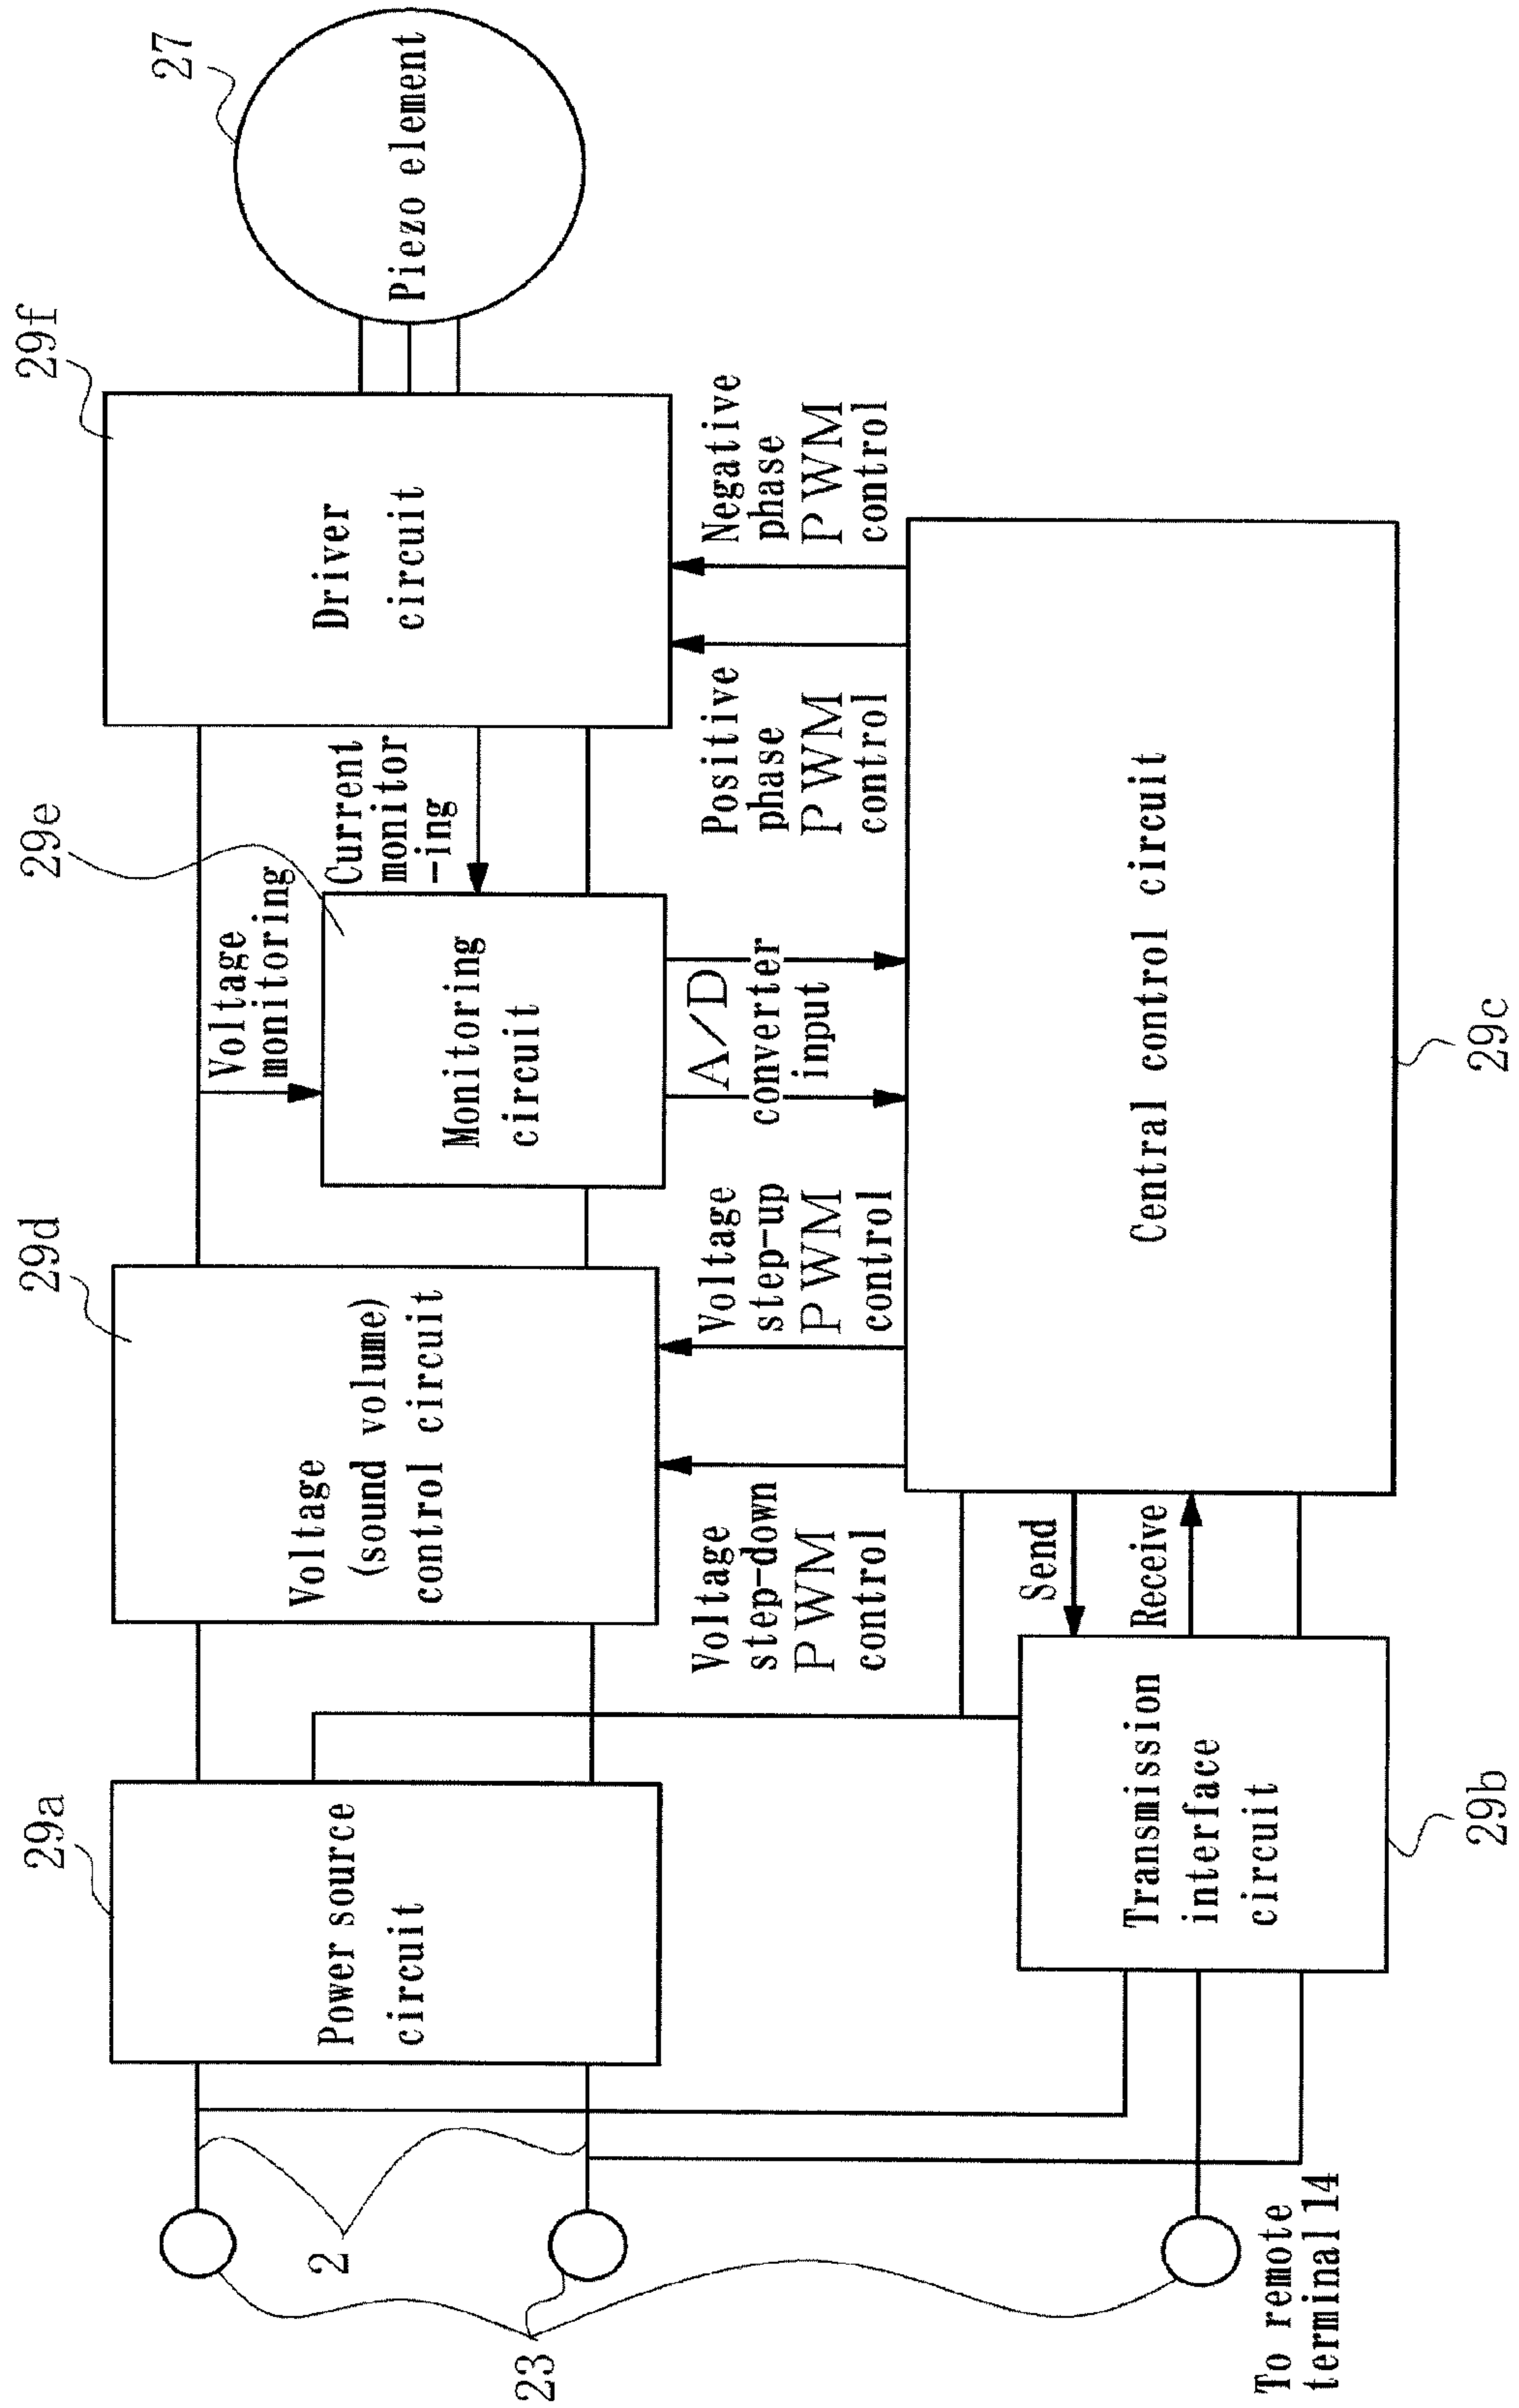 29a
29d
29e
29f
27
Power source
circuit
Voltage
(sound volume)
control circuit
Voltage
monitoring
Monitoring
circuit
Current
monitor
-ing
Driver
circuit
Piezo element
2
23
Voltage
step-down
PWM
control
Voltage
step-up
PWM
control
A/D
converter
input
Positive
phase
PWM
control
Negative
phase
PWM
control
Send
Receive
Transmission
interface
circuit
Central control circuit
To remote
terminal 14
29b
29c